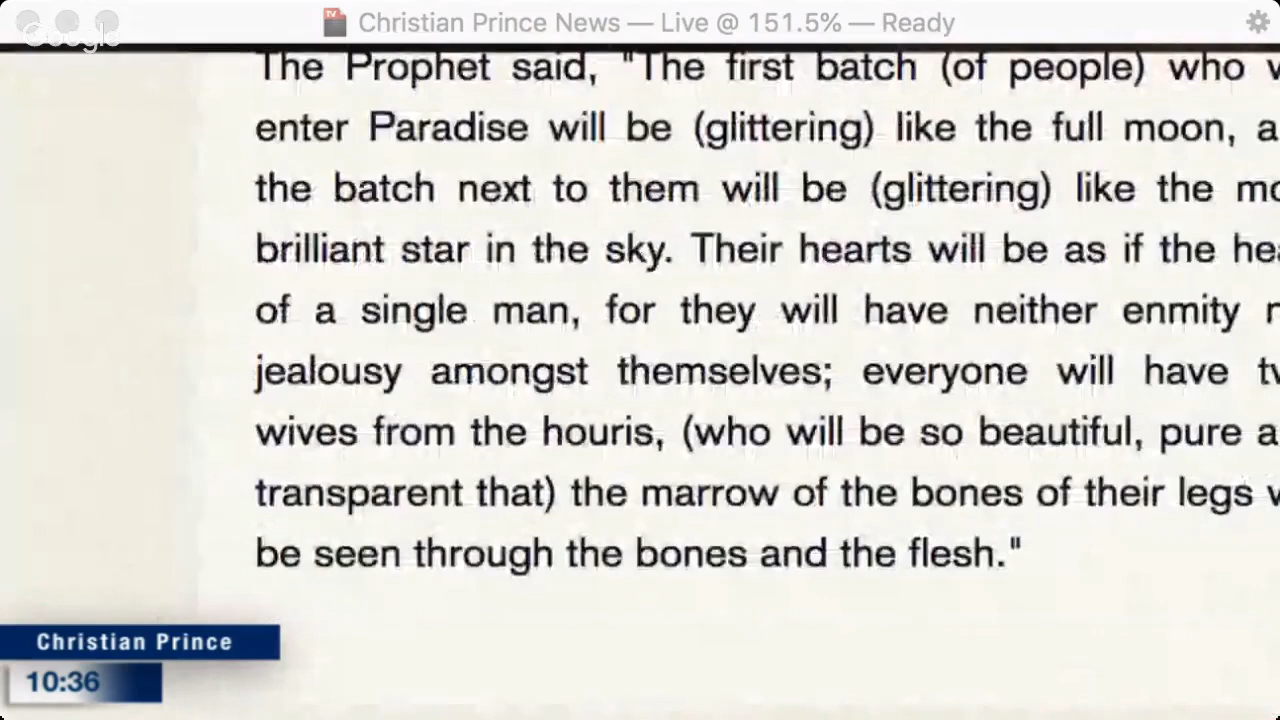 Christian Prince News — Live @ 151.5% — Ready
Google
The Prophet said, "The first batch (of people) who
enter Paradise will be (glittering) like the full moon,
the batch next to them will be (glittering) like the
brilliant star in the sky. Their hearts will be as if the
of a single man, for they will have neither enmity
jealousy amongst themselves; everyone will have
wives from the houris, (who will be so beautiful, pure
transparent that) the marrow of the bones of their legs
be seen through the bones and the flesh."
Christian Prince
10:36